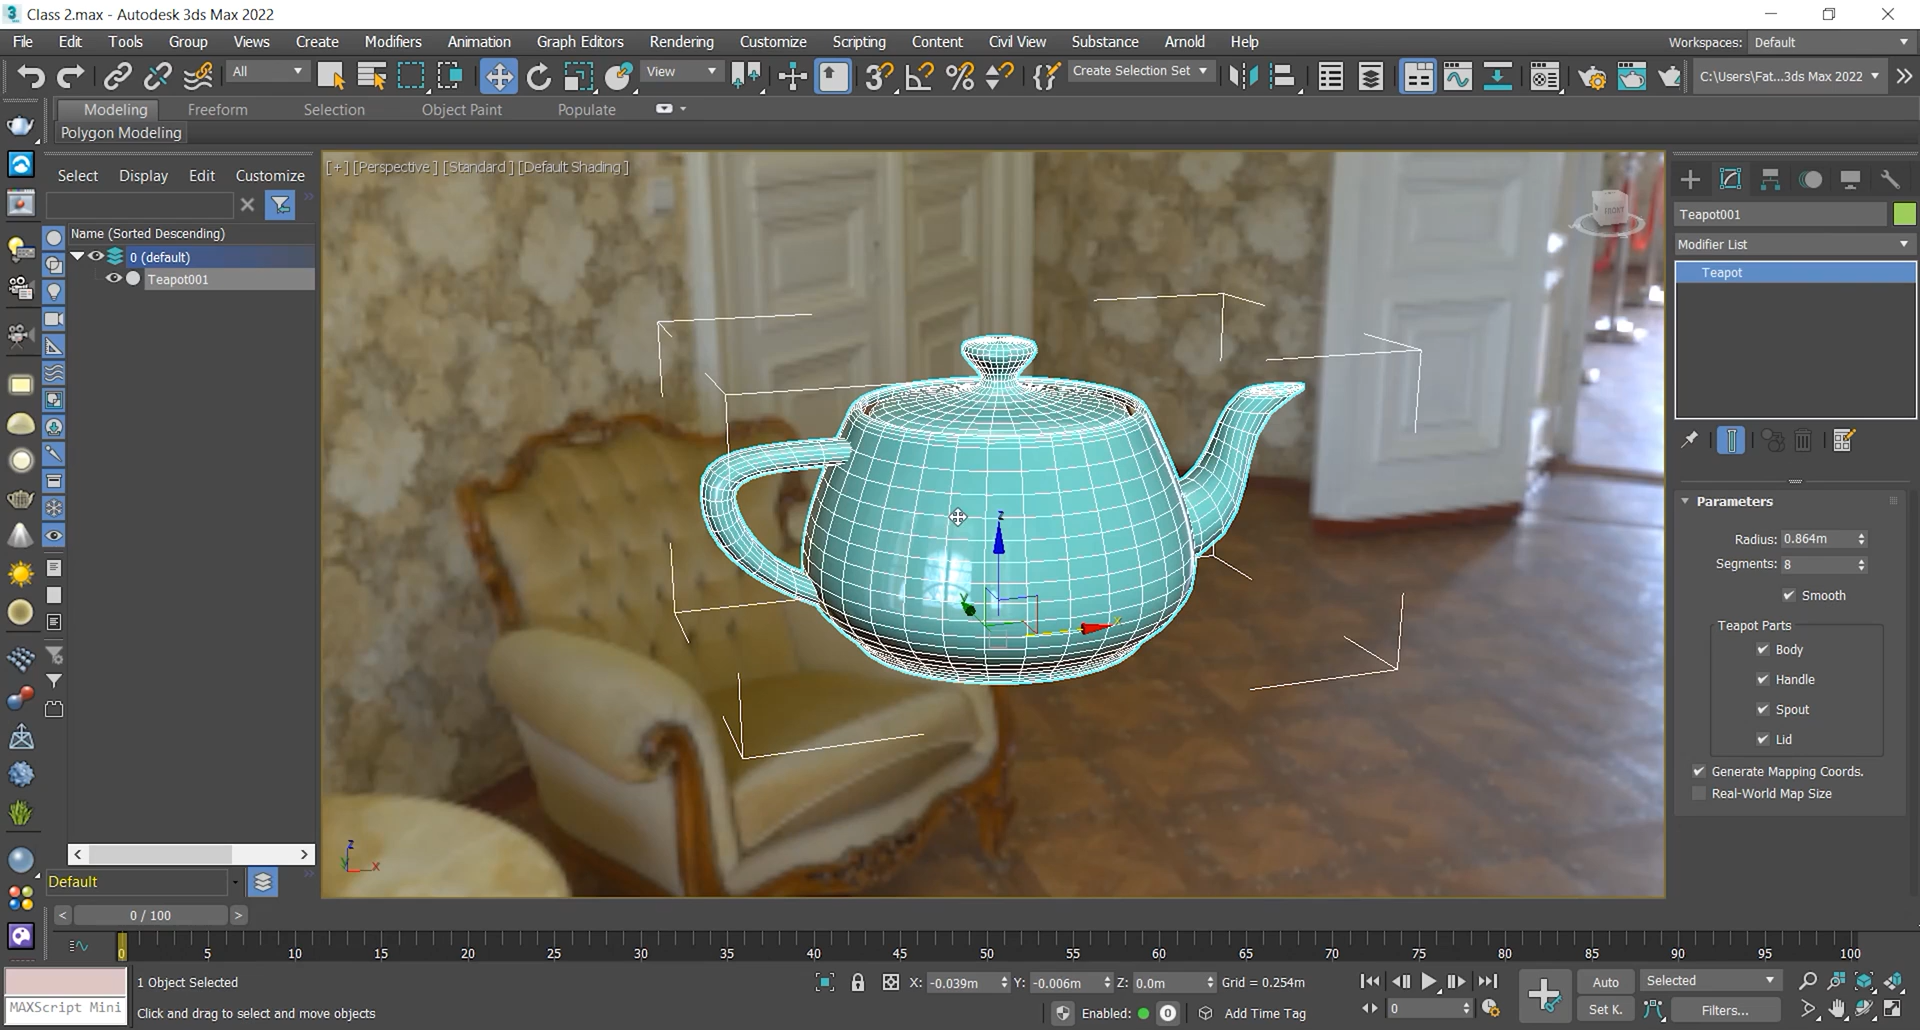 Class 2.max - Autodesk 3ds Max 2022
File Edit Tools Group Views Create Modifiers Animation Graph Editors Rendering Customize Scripting Content Civil View Substance Arnold Help Workspaces: Default
All View Create Selection Set C:\Users\Fat...3ds Max 2022
Modeling Freeform Selection Object Paint Populate
Polygon Modeling
Select Display Edit Customize
Name (Sorted Descending)
0 (default)
Teapot001
[+] [Perspective] [Standard] [Default Shading]
FRONT
z
x
z
y
x
Teapot001
Modifier List
Teapot
Parameters
Radius: 0.864m
Segments: 8
Smooth
Teapot Parts
Body
Handle
Spout
Lid
Generate Mapping Coords.
Real-World Map Size
Default
0 / 100
0 5 10 15 20 25 30 35 40 45 50 55 60 65 70 75 80 85 90 95 100
1 Object Selected
X: -0.039m Y: -0.006m Z: 0.0m Grid = 0.254m
Auto Selected
MAXScript Mini
Click and drag to select and move objects
Enabled: 0 Add Time Tag
0
Set K. Filters...